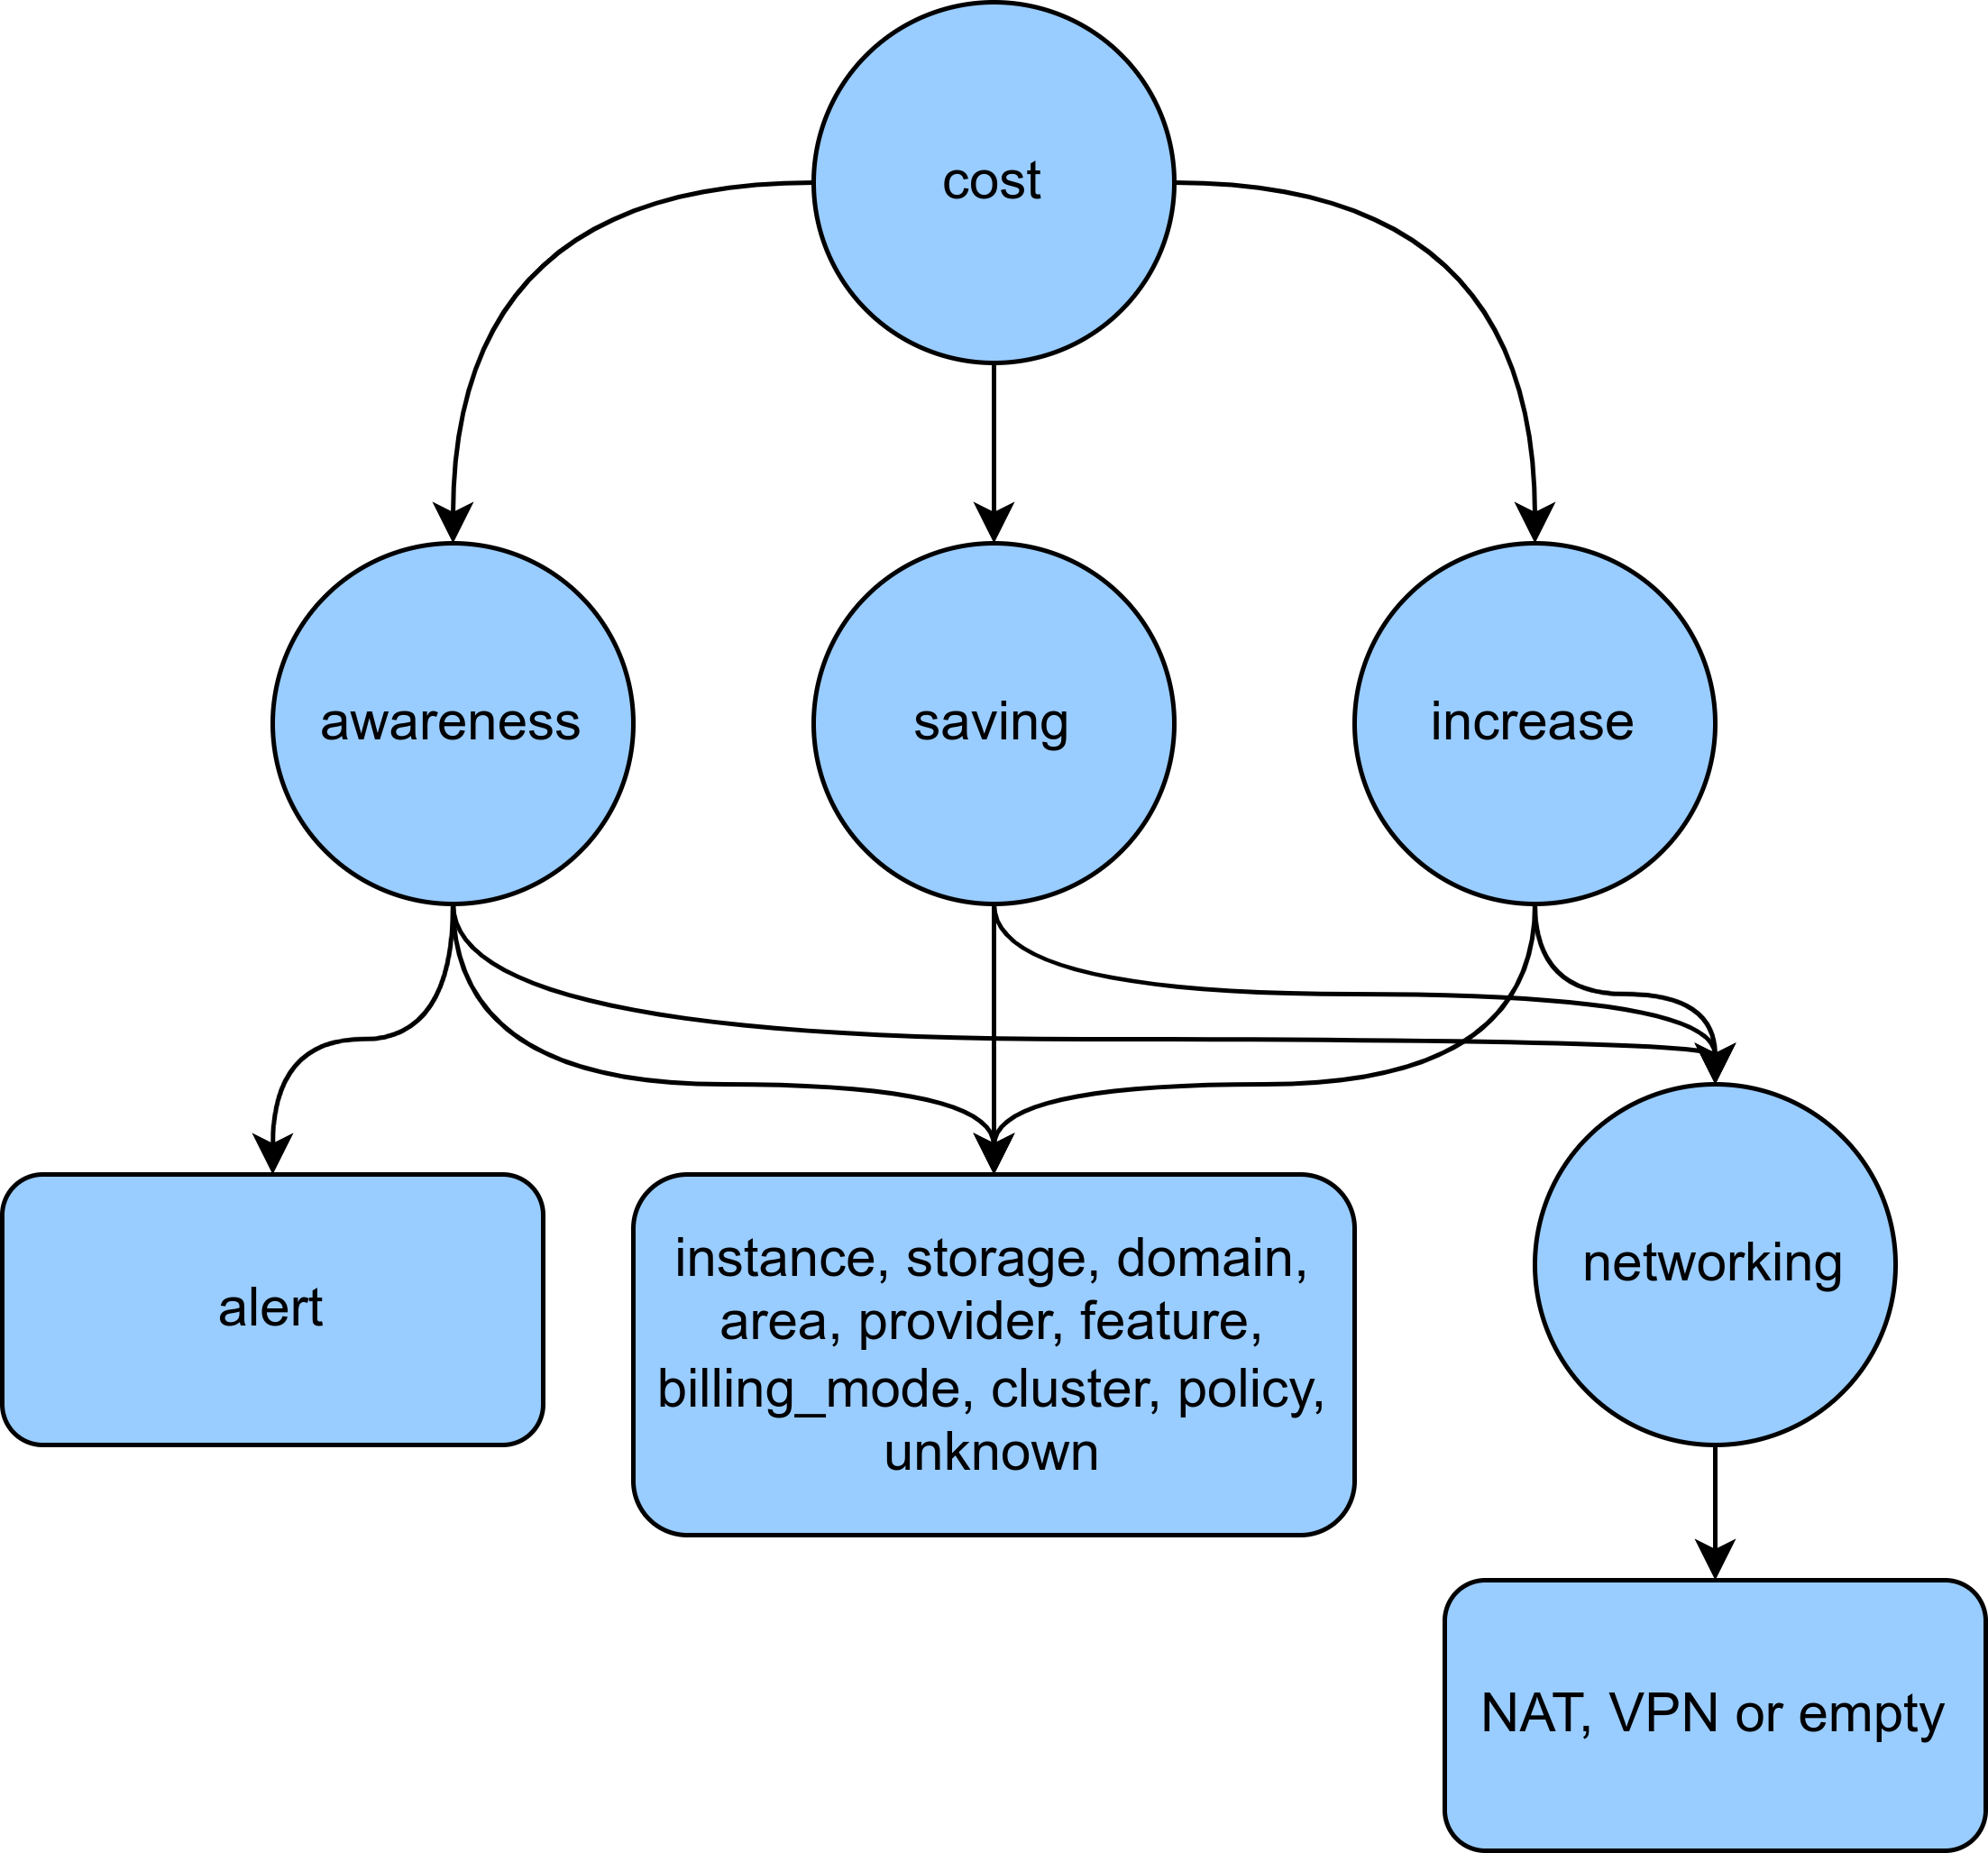 cost
awareness
saving
increase
alert
instance, storage, domain,
area, provider, feature,
billing_mode, cluster, policy,
unknown
networking
NAT, VPN or empty